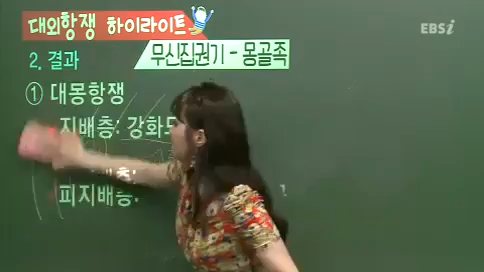 대외항쟁 하이라이트
EBSi
2. 결과
무신집권기 - 몽골족
① 대몽항쟁
지배층: 강화도
피지배층: